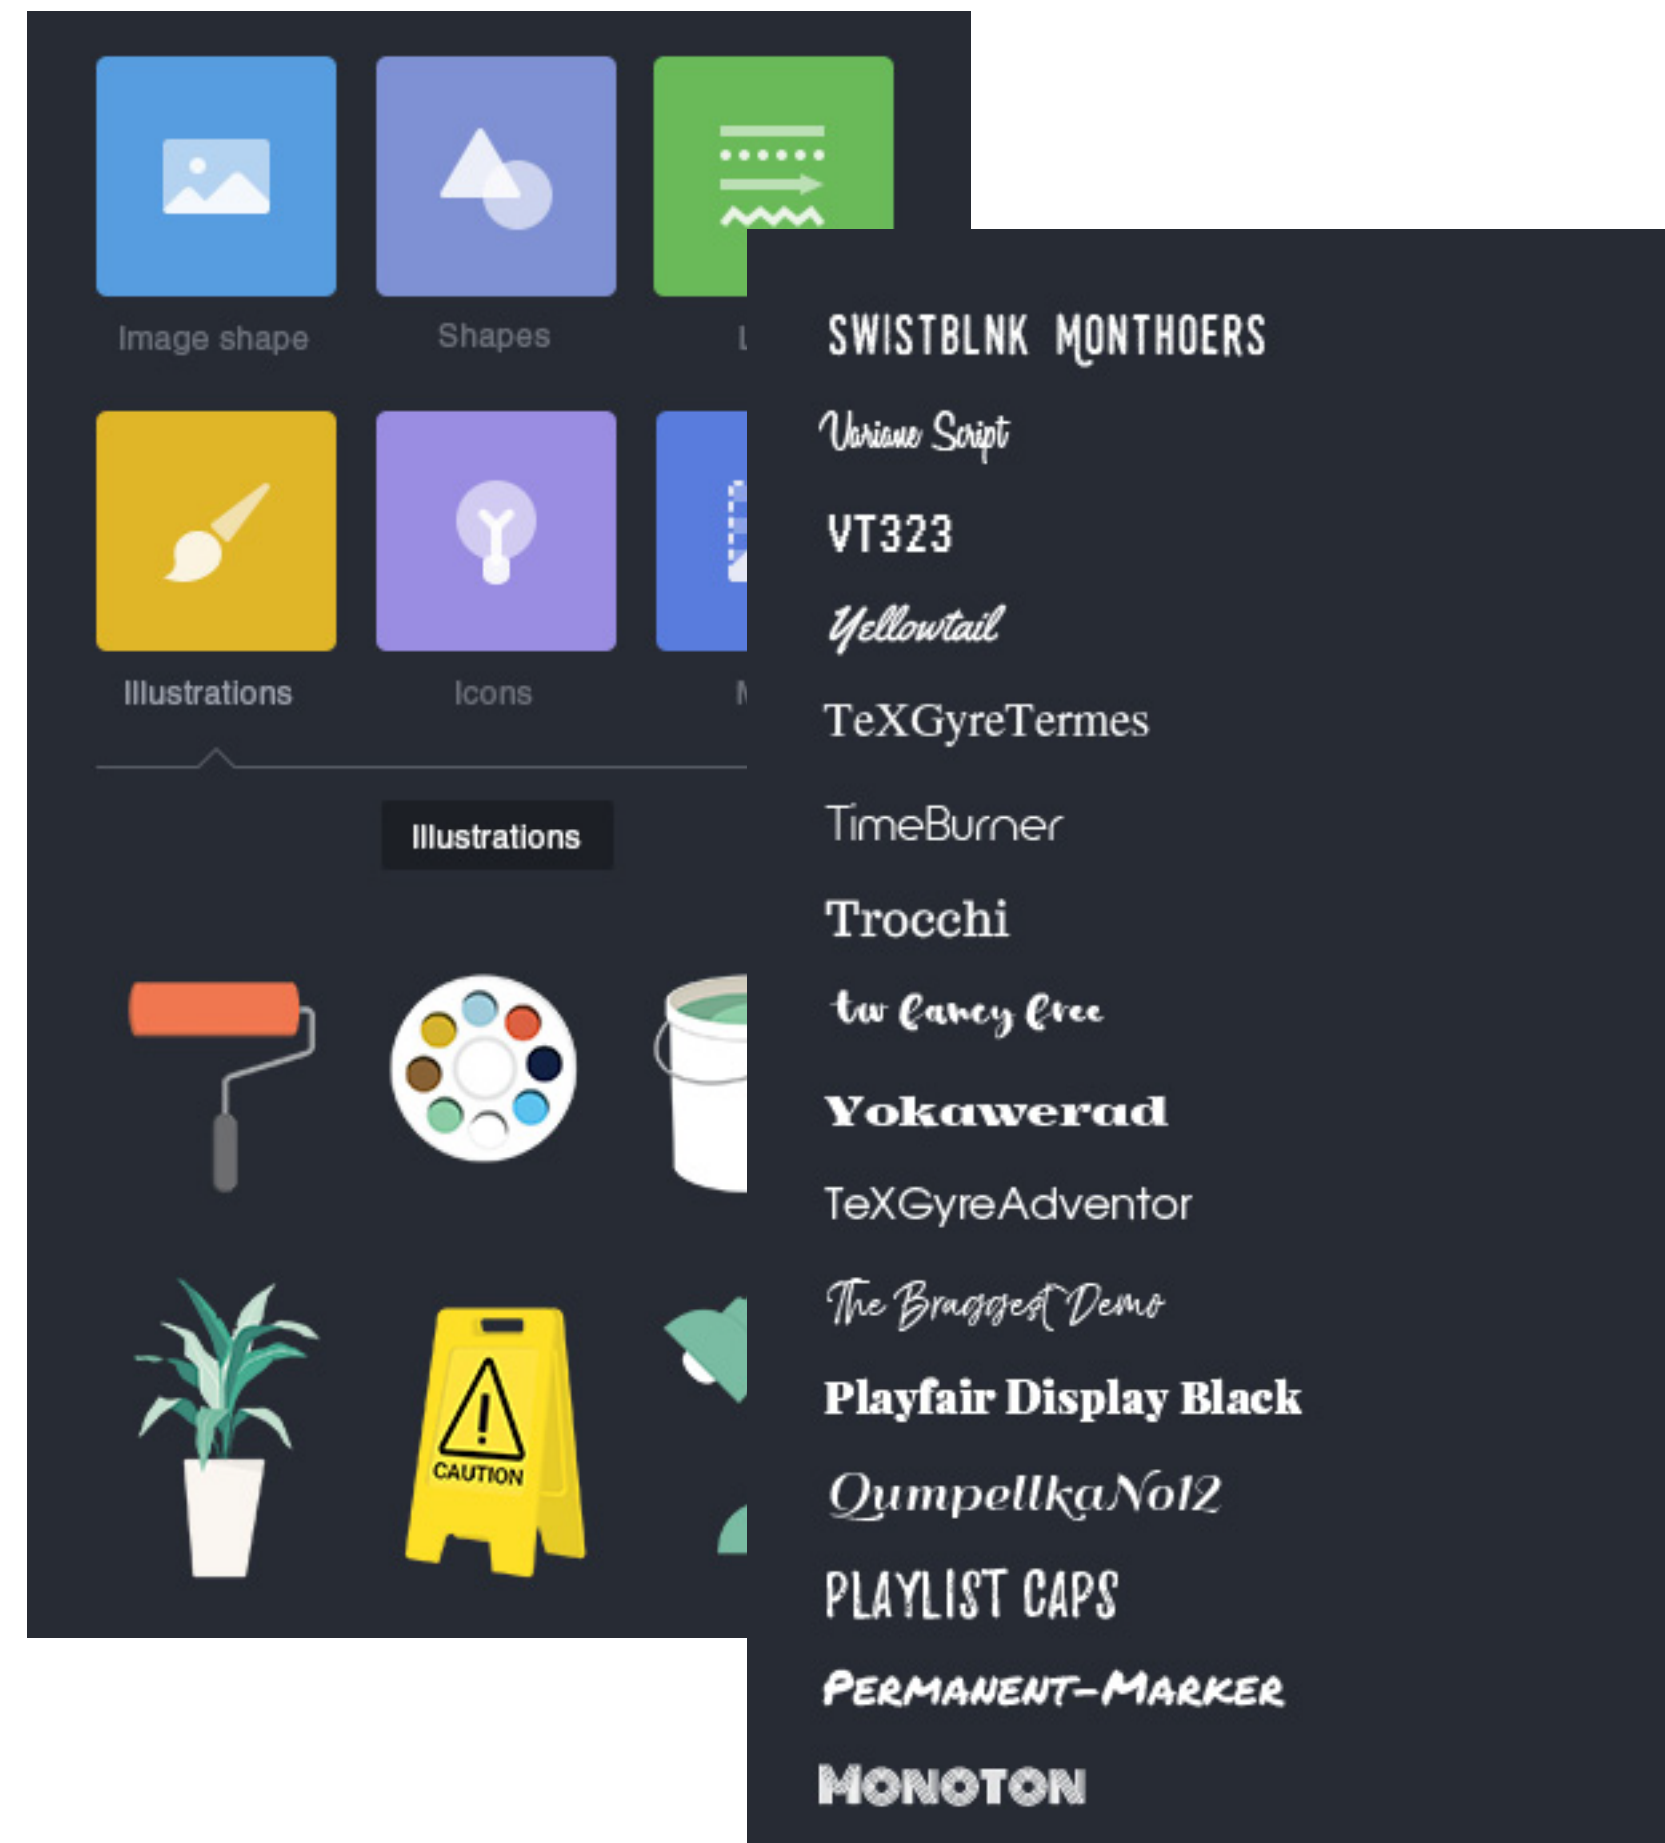 Image shape
Shapes
Illustrations
Icons
Illustrations
CAUTION
SWISTBLNK MONTHOERS
Variane Script
VT323
Yellowtail
TeXGyreTermes
TimeBurner
Trocchi
tw fancy free
Yokawerad
TeXGyreAdventor
The Braggest Demo
Playfair Display Black
QumpellkaNo12
PLAYLIST CAPS
PERMANENT-MARKER
MONOTON